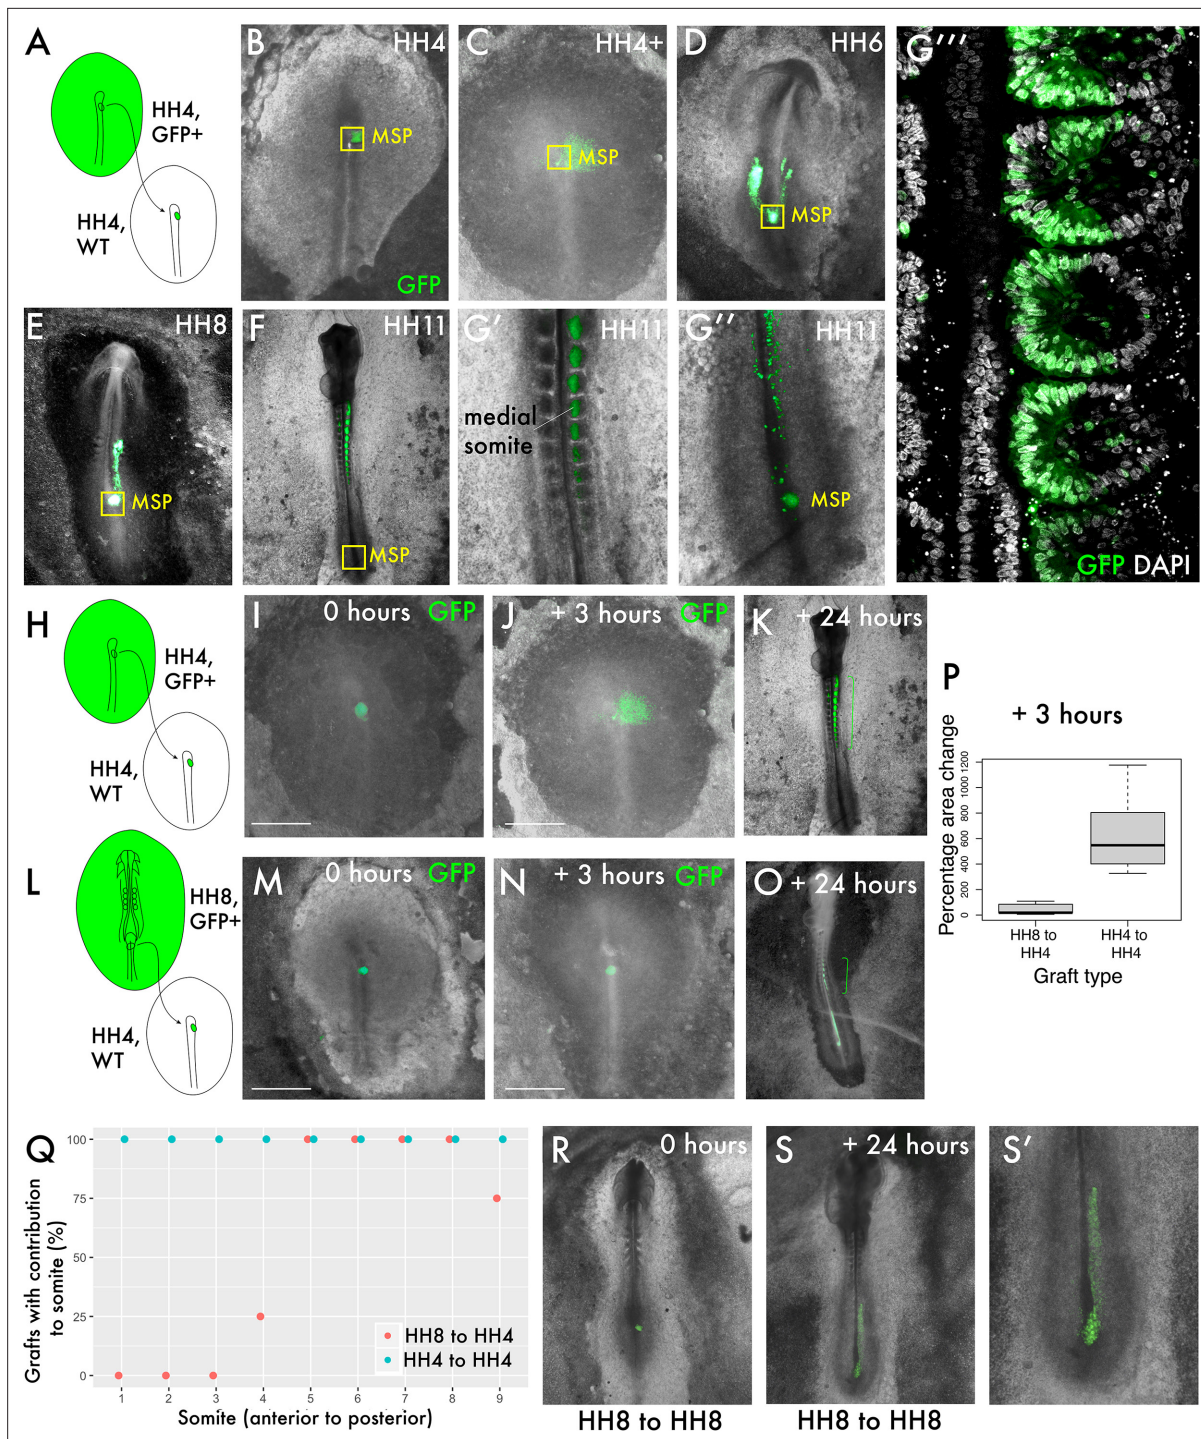 A
HH4,
GFP+
HH4,
WT
B
HH4
MSP
GFP
C
HH4+
MSP
D
HH6
MSP
G′′′
GFP DAPI
E
HH8
MSP
F
HH11
MSP
G′
HH11
medial
somite
G′′
HH11
MSP
H
HH4,
GFP+
HH4,
WT
I
0 hours GFP
J
+ 3 hours GFP
K
+ 24 hours
L
HH8,
GFP+
HH4,
WT
M
0 hours GFP
N
+ 3 hours GFP
O
+ 24 hours
P
+ 3 hours
Percentage area change
0 200 400 600 800 1000 1200
HH8 to
HH4
HH4 to
HH4
Graft type
Q
Grafts with contribution
to somite (%)
100
75
50
25
0
HH8 to HH4
HH4 to HH4
1 2 3 4 5 6 7 8 9
Somite (anterior to posterior)
R
0 hours
HH8 to HH8
S
+ 24 hours
HH8 to HH8
S′